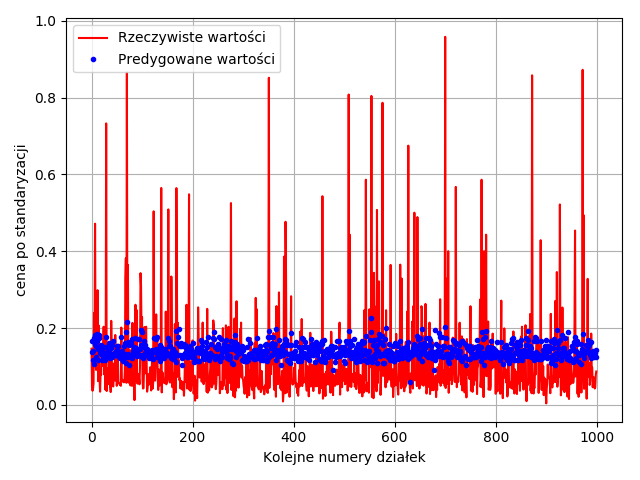 Rzeczywiste wartości
Predygowane wartości
cena po standaryzacji
1.0
0.8
0.6
0.4
0.2
0.0
0 200 400 600 800 1000
Kolejne numery działek